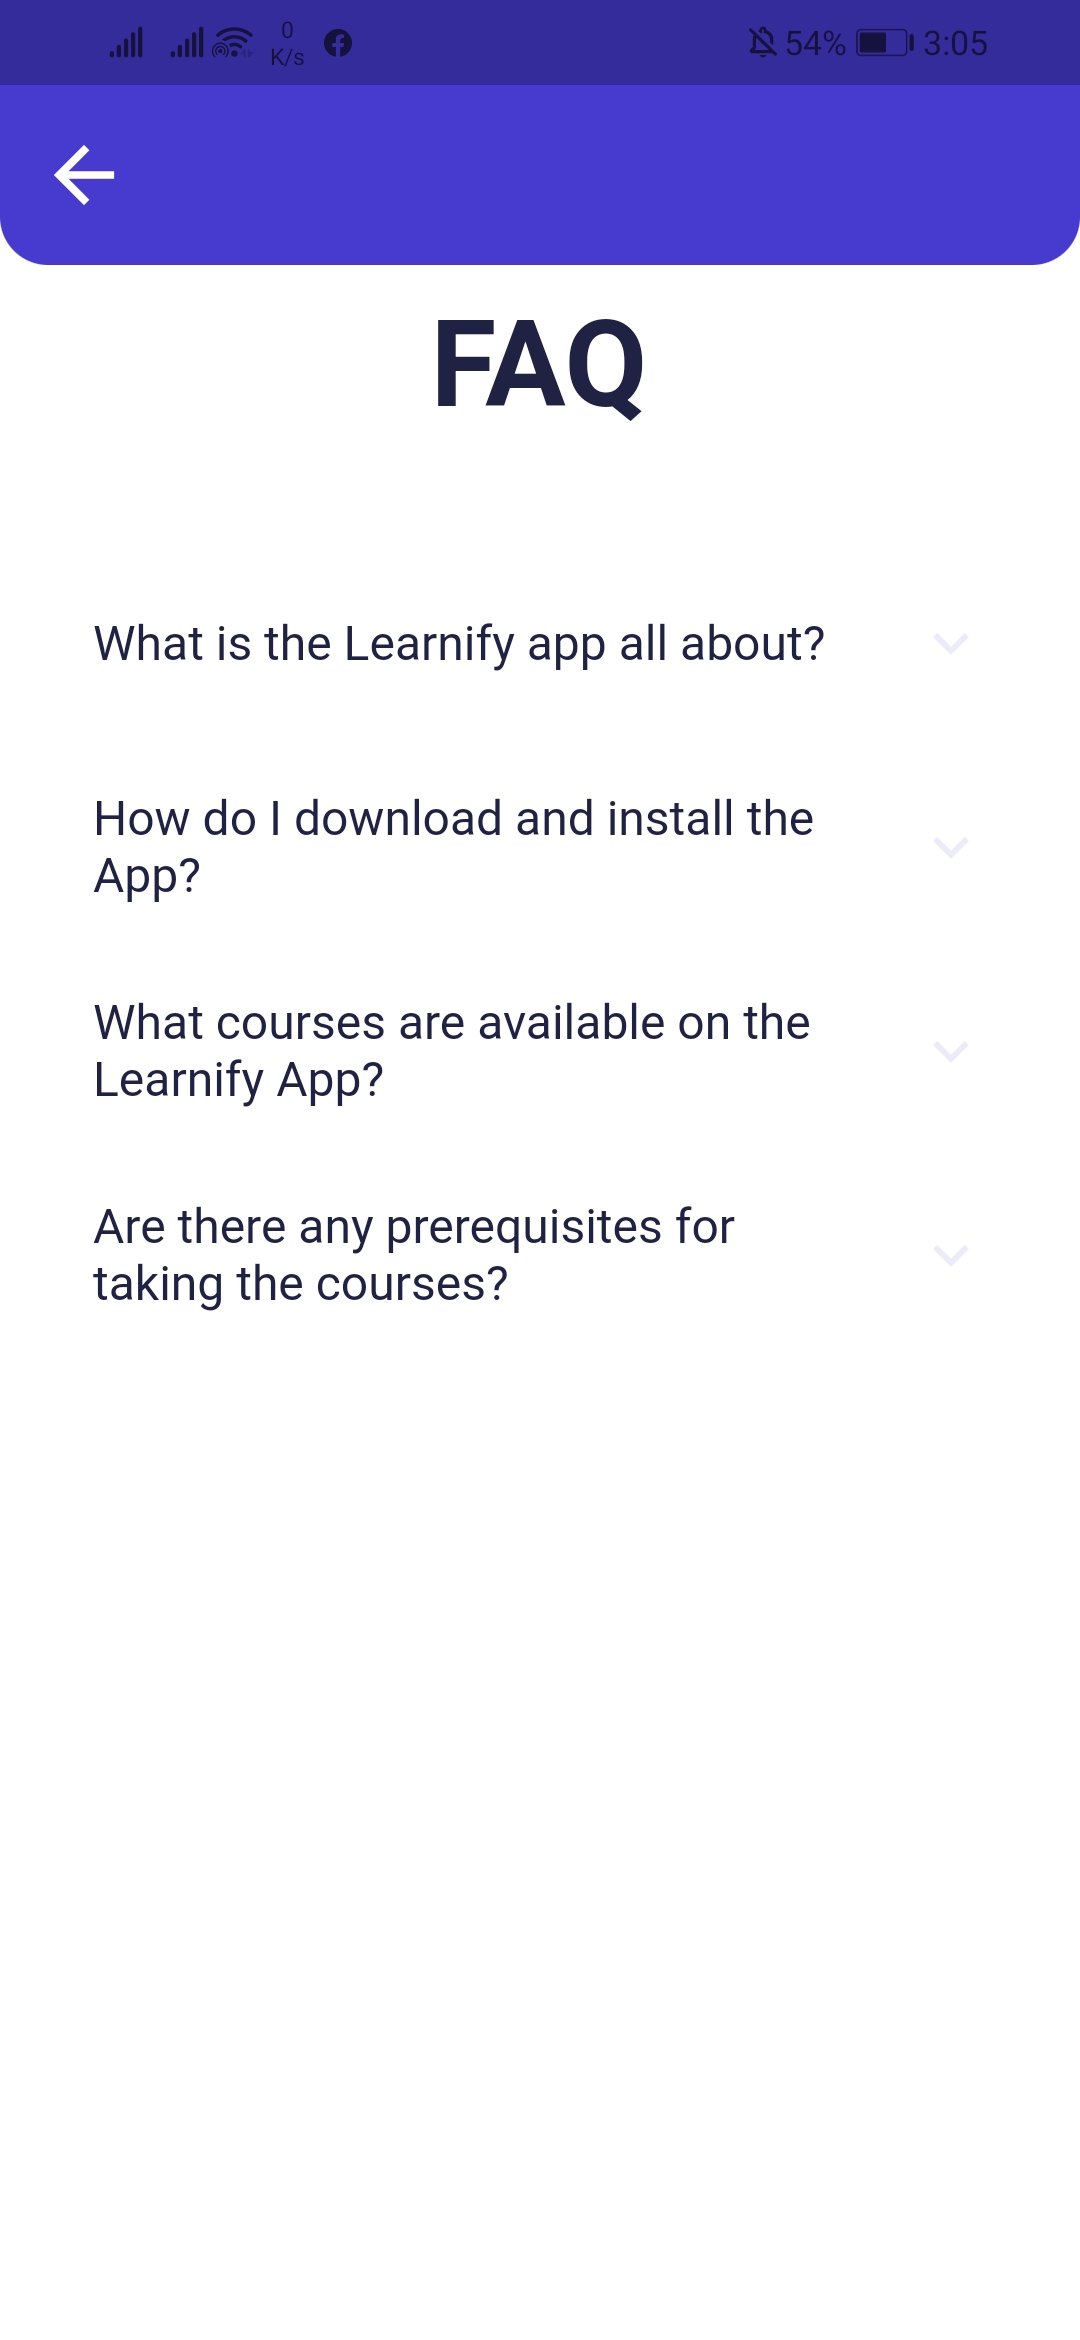 0
K/s
54%
3:05
FAQ
What is the Learnify app all about?
How do I download and install the
App?
What courses are available on the
Learnify App?
Are there any prerequisites for
taking the courses?